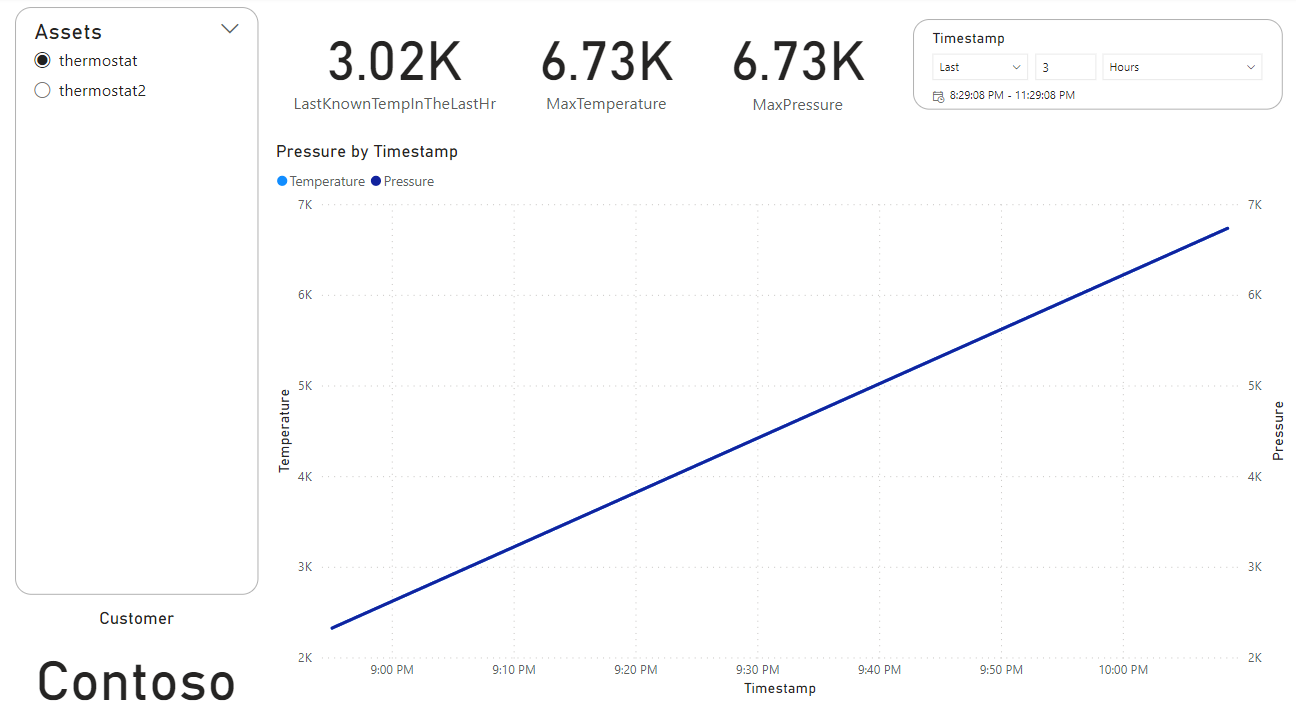 Assets
thermostat
thermostat2
Customer
Contoso
3.02K
LastKnownTempInTheLastHr
6.73K
MaxTemperature
6.73K
MaxPressure
Timestamp
Last 3 Hours
8:29:08 PM - 11:29:08 PM
Pressure by Timestamp
Temperature Pressure
7K 7K
6K 6K
5K 5K
4K 4K
3K 3K
2K 2K
Temperature
Pressure
9:00 PM 9:10 PM 9:20 PM 9:30 PM 9:40 PM 9:50 PM 10:00 PM
Timestamp